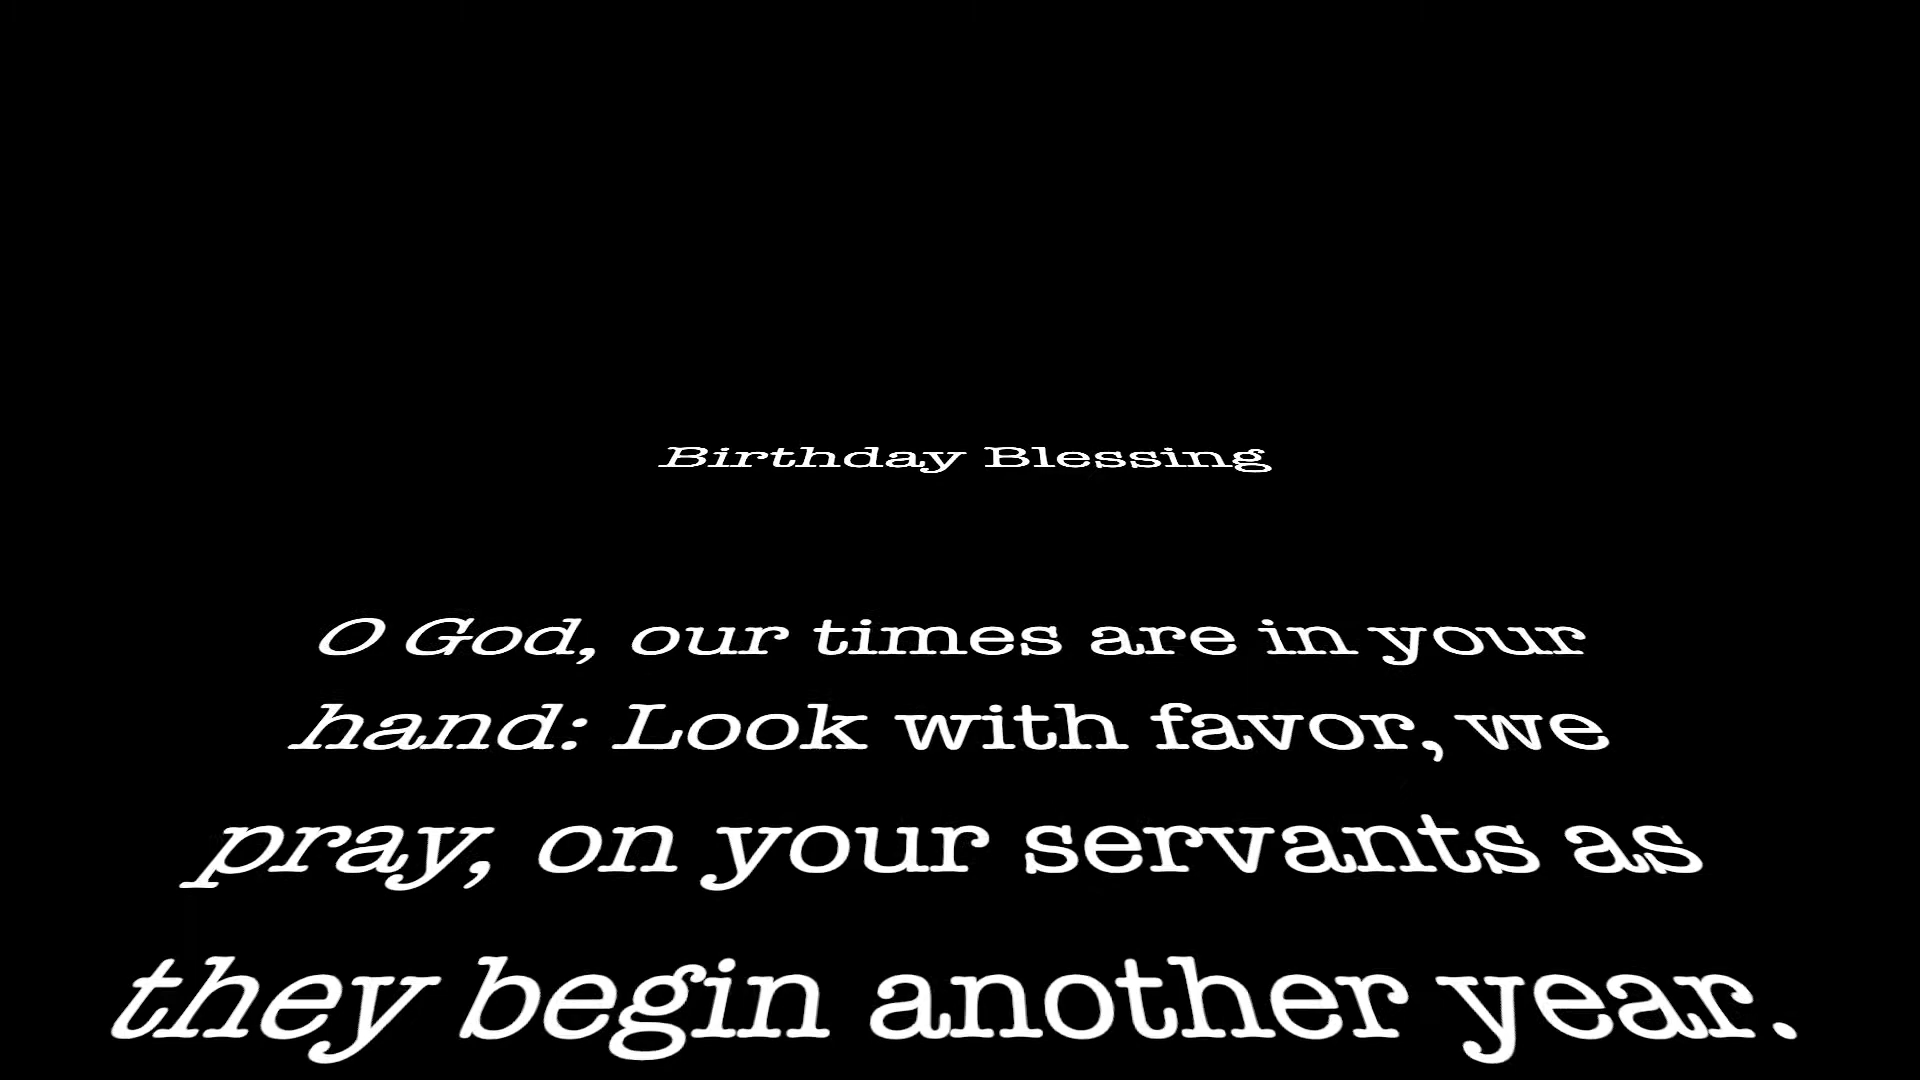 Birthday Blessing
O God, our times are in your
hand: Look with favor, we
pray, on your servants as
they begin another year.